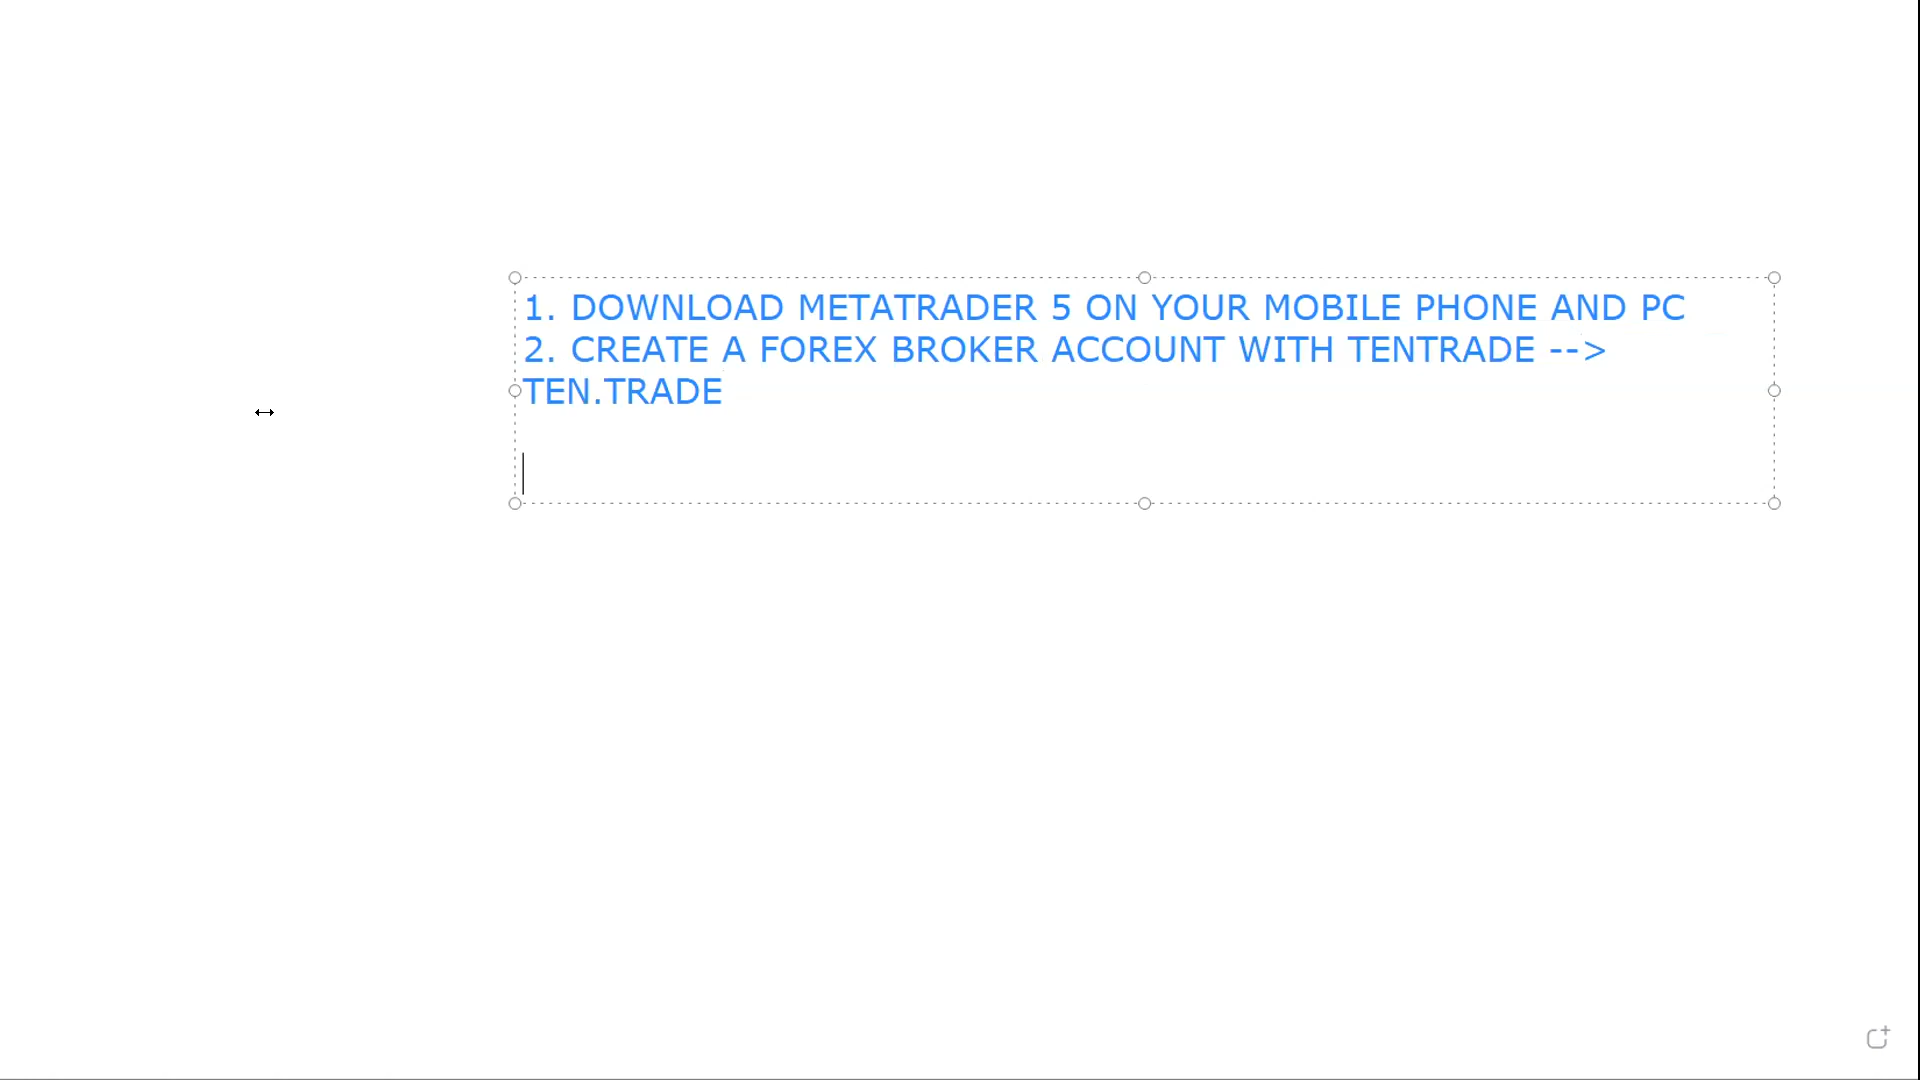 1. DOWNLOAD METATRADER 5 ON YOUR MOBILE PHONE AND PC
2. CREATE A FOREX BROKER ACCOUNT WITH TENTRADE -->
TEN.TRADE